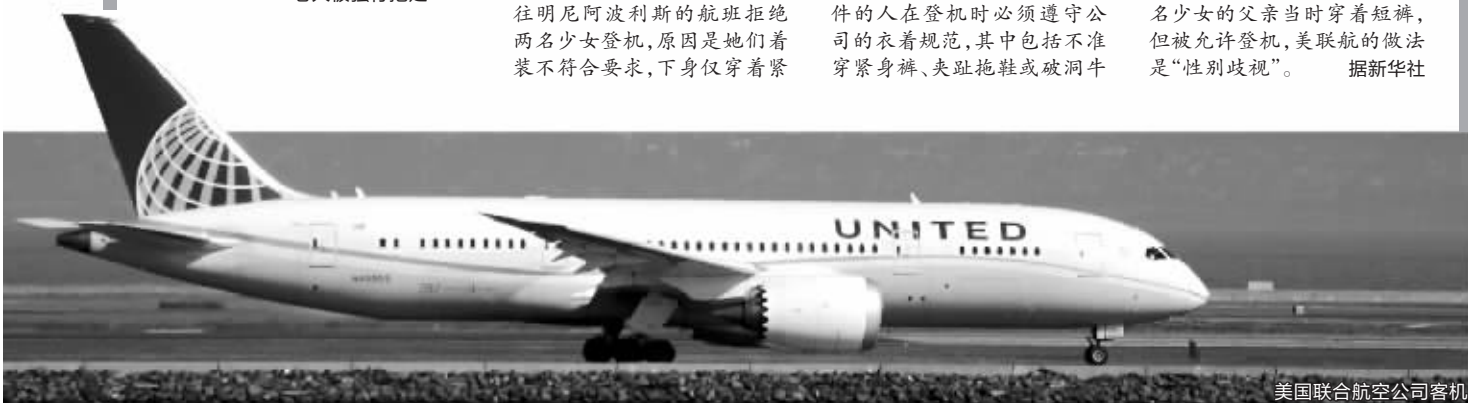 往明尼阿波利斯的航班拒绝
两名少女登机，原因是她们着
装不符合要求，下身仅穿着紧
件的人在登机时必须遵守公
司的衣着规范，其中包括不准
穿紧身裤、夹趾拖鞋或破洞牛
名少女的父亲当时穿着短裤，
但被允许登机，美联航的做法
是“性别歧视”。 据新华社
UNITED
美国联合航空公司客机